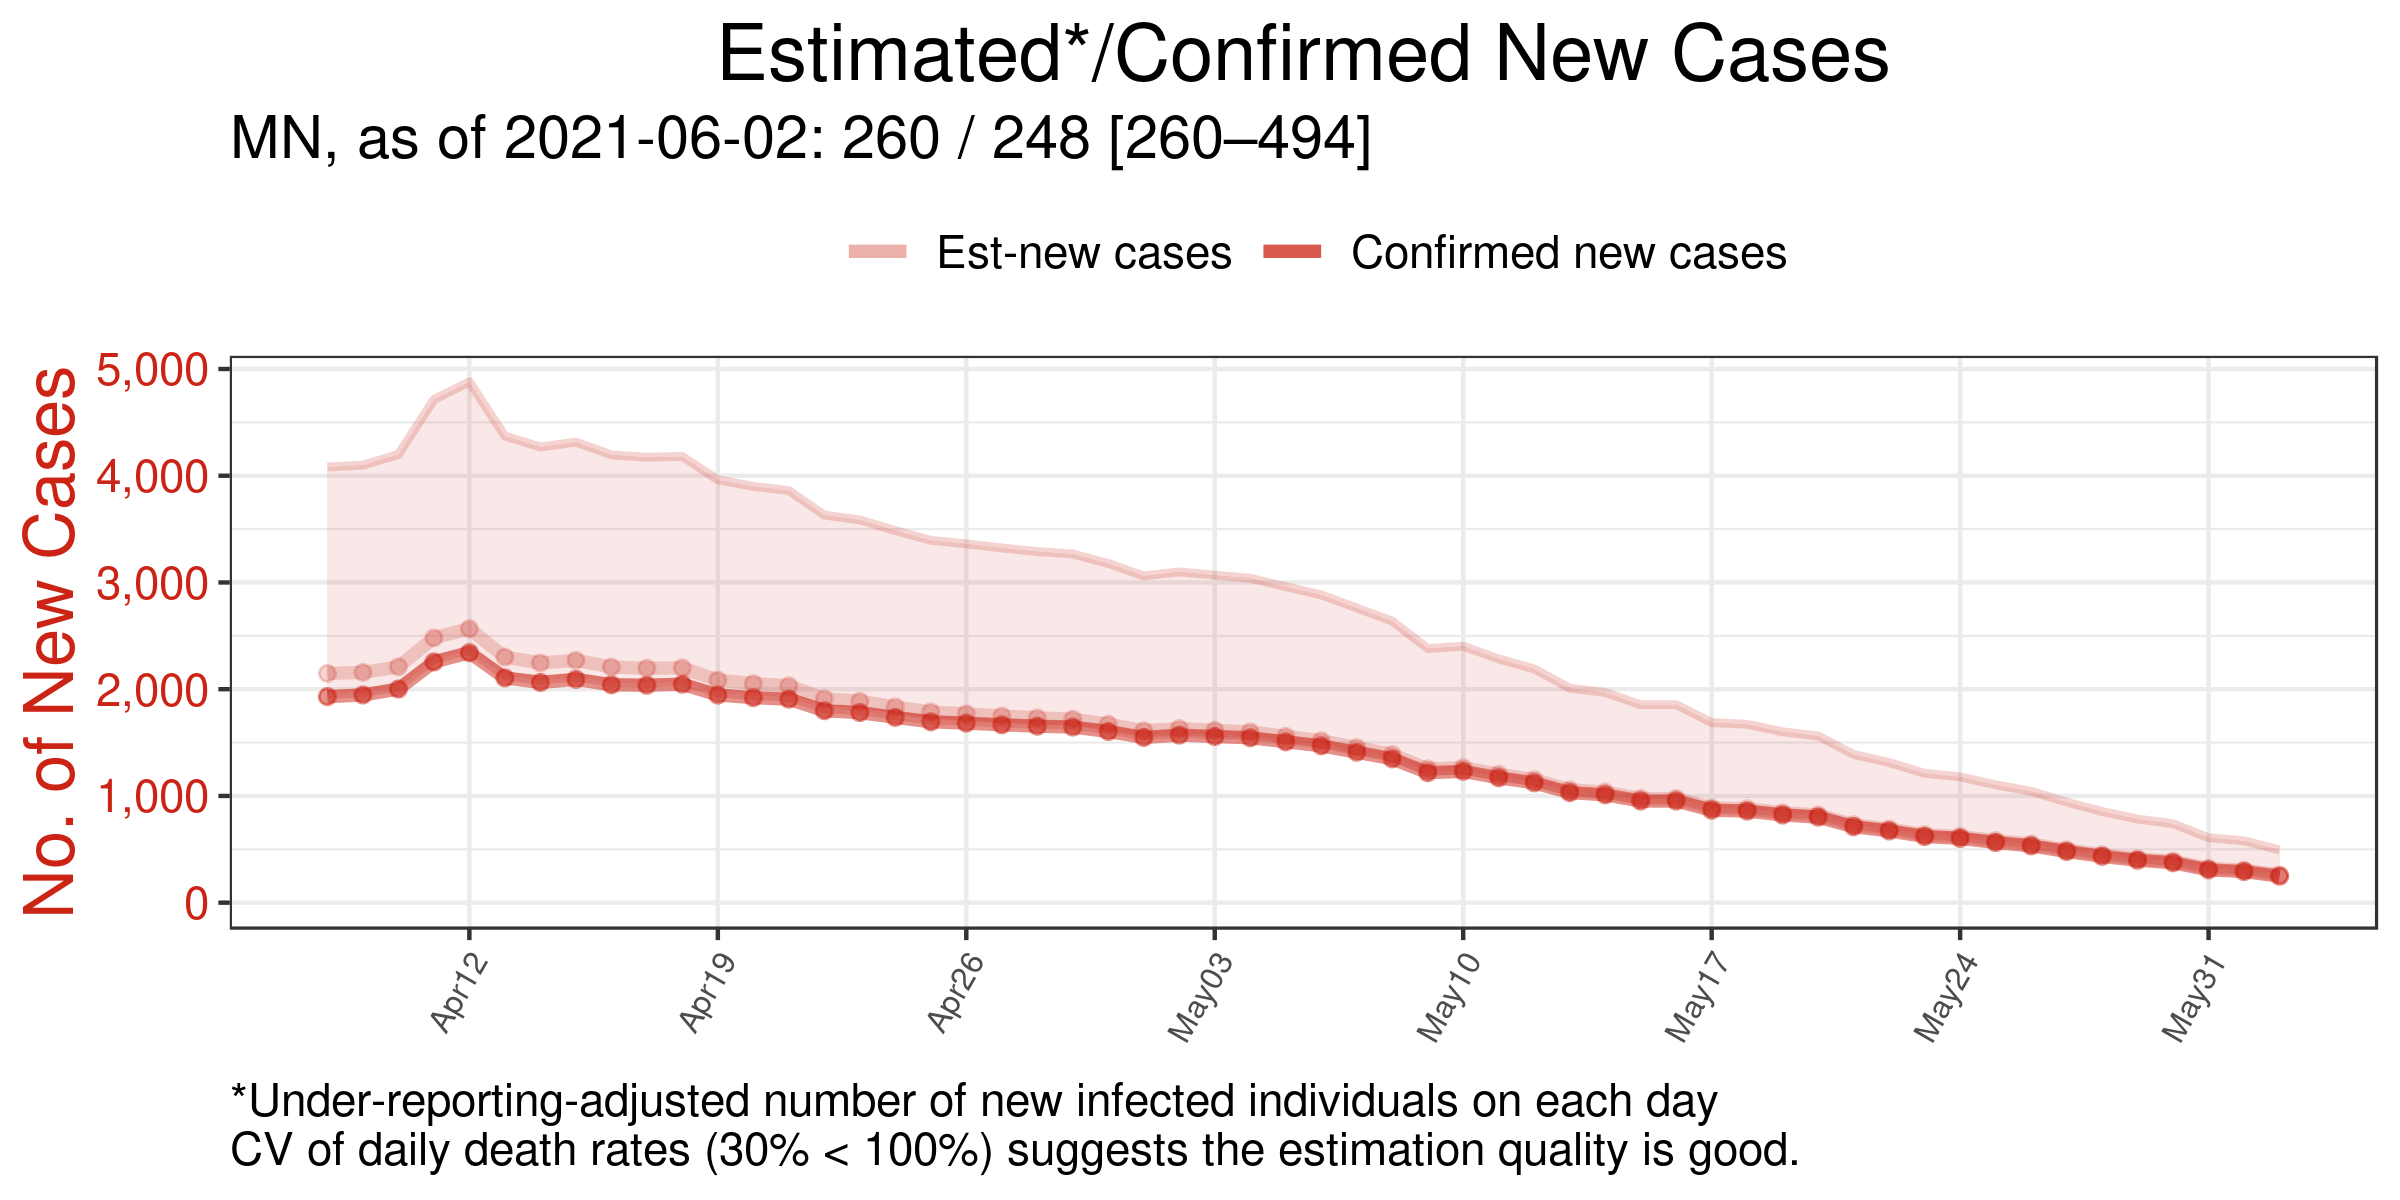 Estimated*/Confirmed New Cases
MN, as of 2021-06-02: 260 / 248 [260–494]
Est-new cases
Confirmed new cases
No. of New Cases
5,000
4,000
3,000
2,000
1,000
0
Apr12
Apr19
Apr26
May03
May10
May17
May24
May31
*Under-reporting-adjusted number of new infected individuals on each day
CV of daily death rates (30% < 100%) suggests the estimation quality is good.